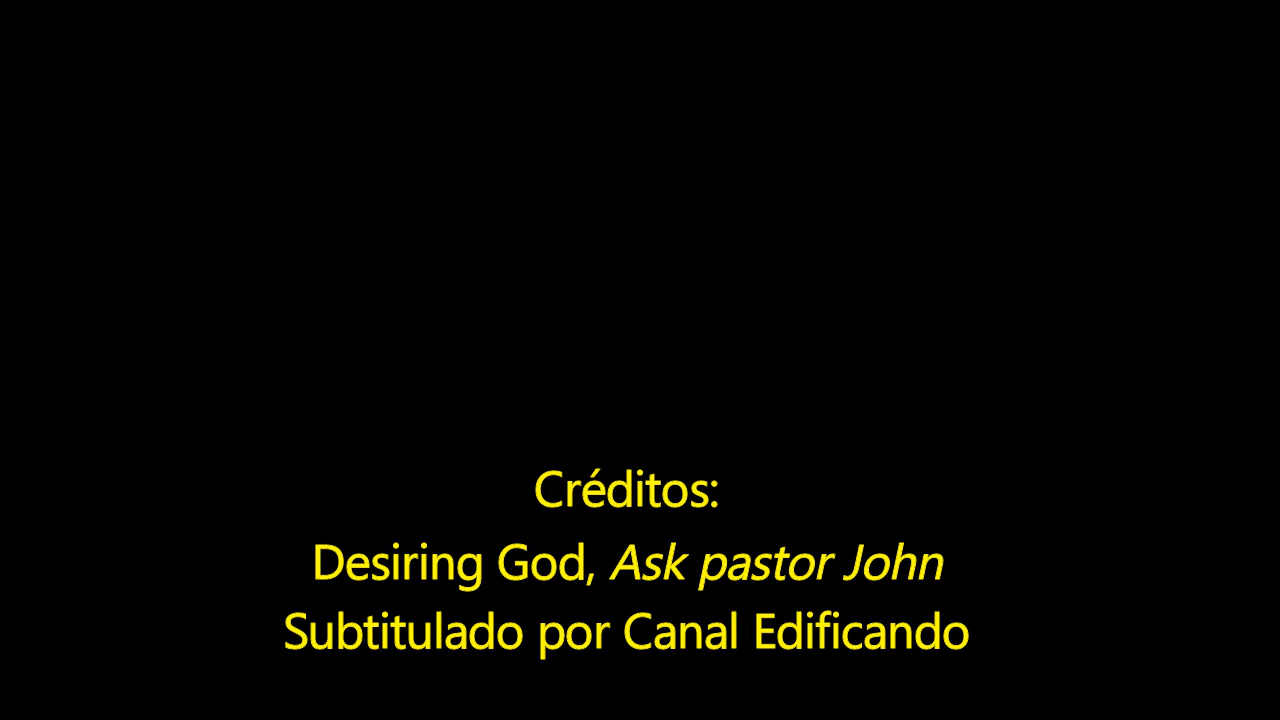 Créditos:
Desiring God, Ask pastor John
Subtitulado por Canal Edificando